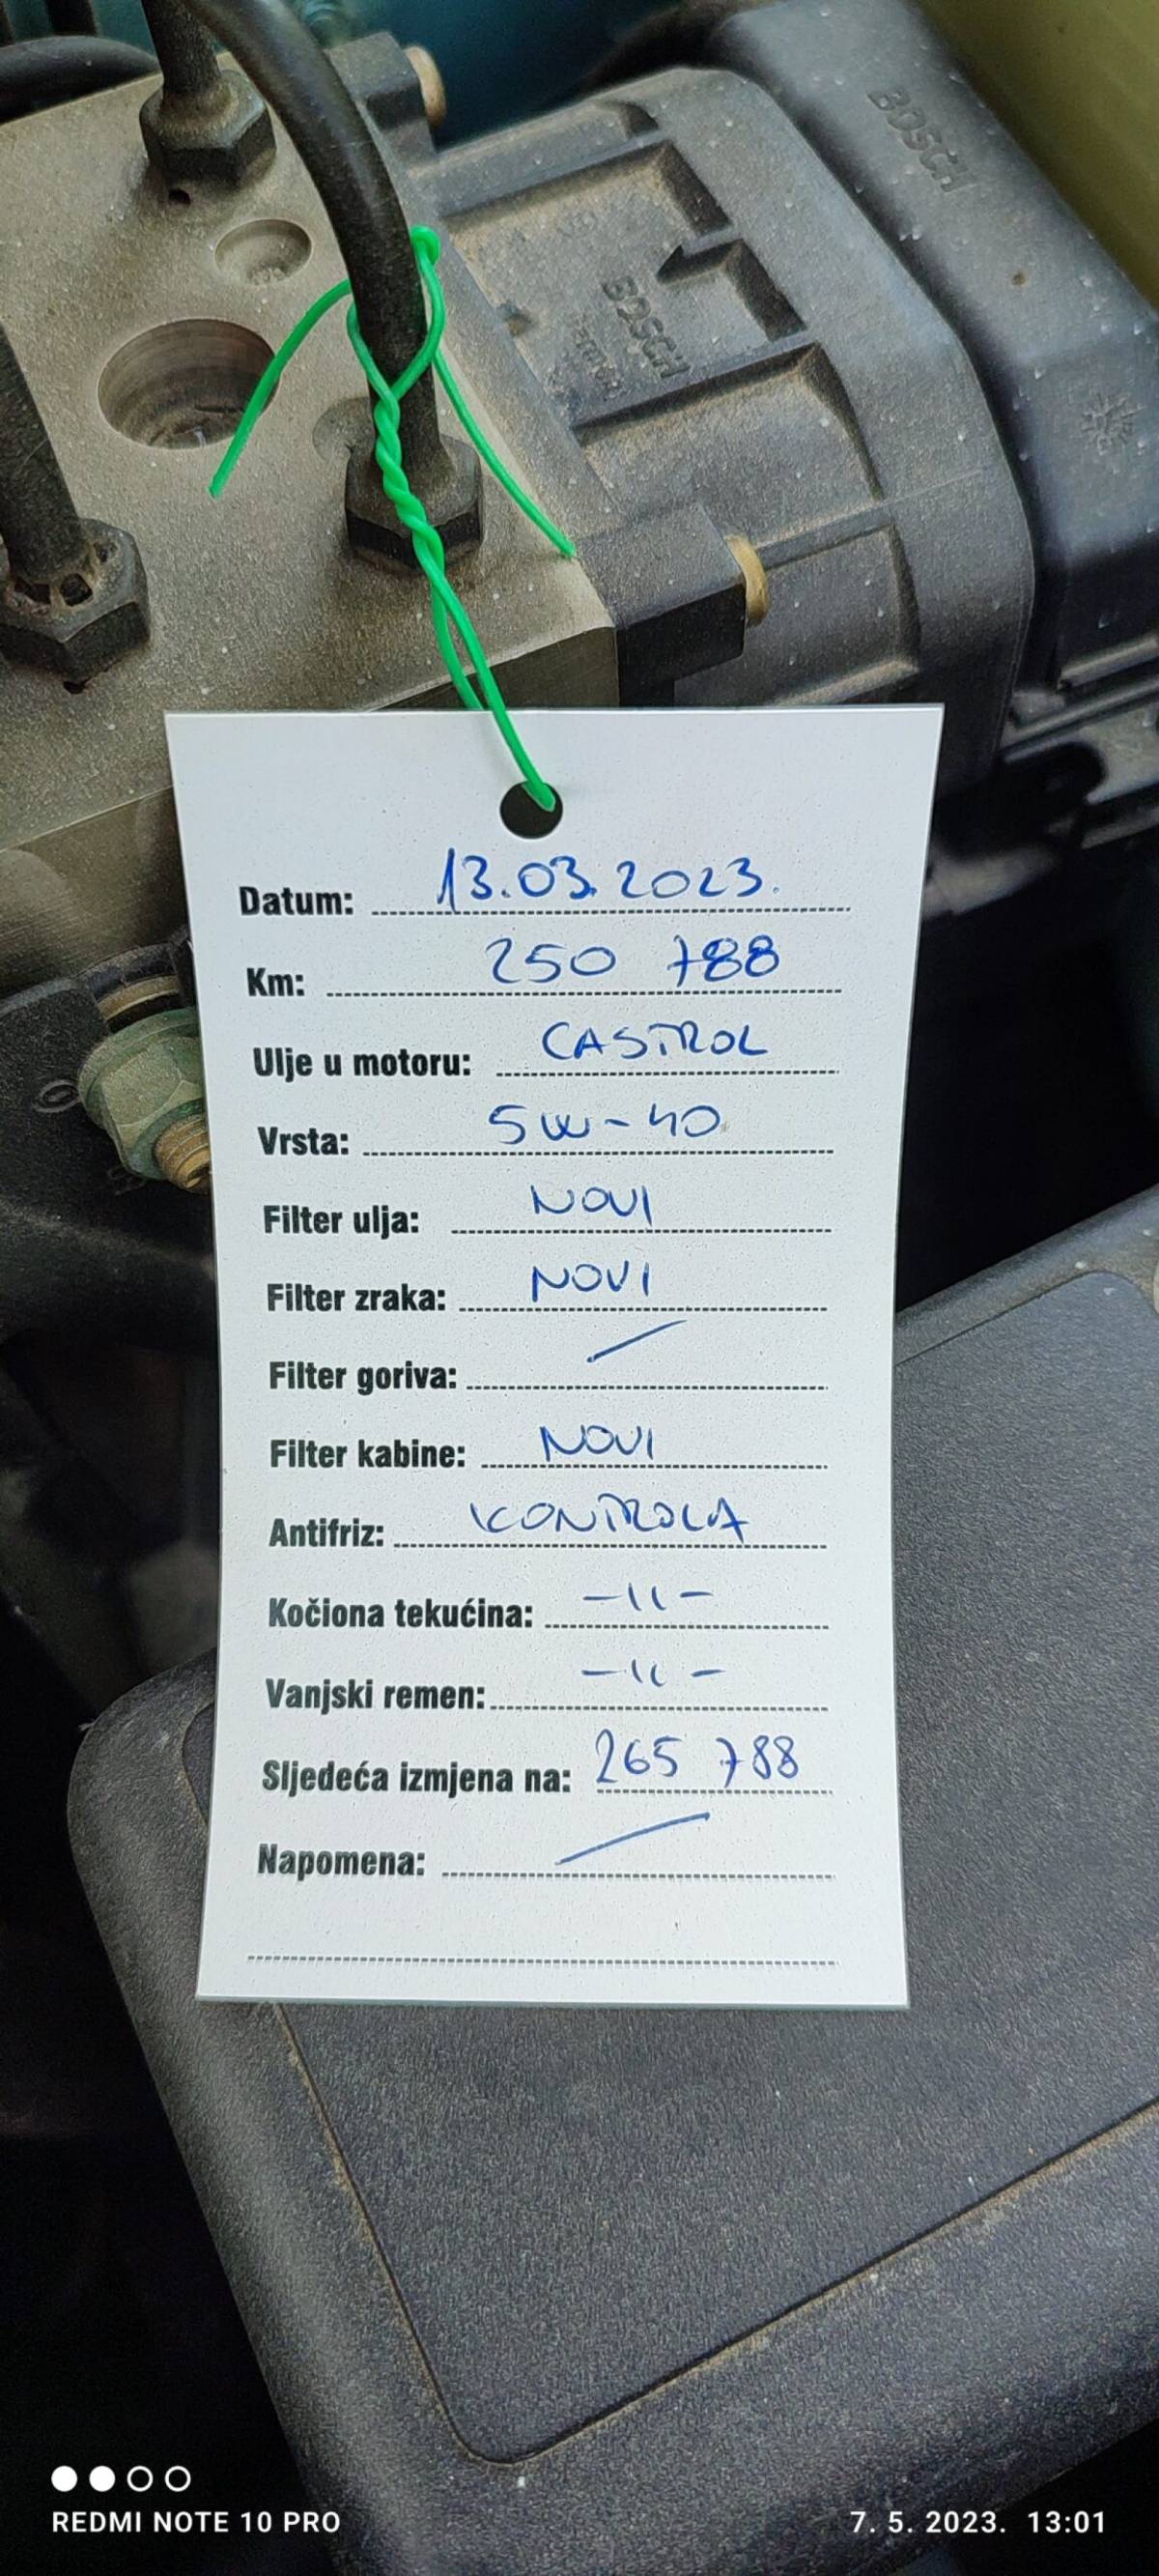 BOSCH
BOSCH
Datum: 13.03.2023.
Km: 250 788
Ulje u motoru: CASTROL
Vrsta: 5W-40
Filter ulja: NOVI
Filter zraka: NOVI
Filter goriva: /
Filter kabine: NOVI
Antifriz: KONTROLA
Kočiona tekućina: -11-
Vanjski remen: -11-
Sljedeća izmjena na: 265 788
Napomena: /
REDMI NOTE 10 PRO
7. 5. 2023. 13:01